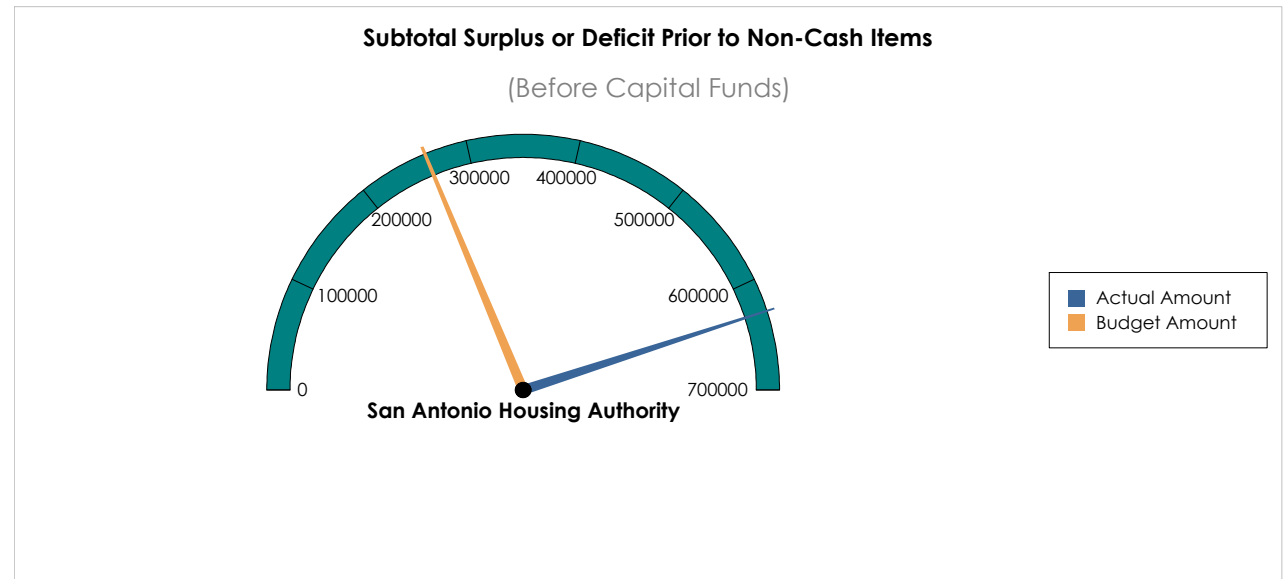 Subtotal Surplus or Deficit Prior to Non-Cash Items
(Before Capital Funds)
300000 400000
200000 500000
100000 600000
0 700000
San Antonio Housing Authority
Actual Amount
Budget Amount